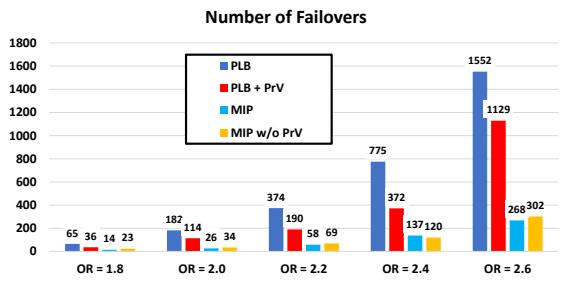 Number of Failovers
1800
1600
1400
1200
1000
800
600
400
200
0
PLB
PLB + PrV
MIP
MIP w/o PrV
65 36 14 23
182 114 26 34
374 190 58 69
775 372 137 120
1552 1129 268 302
OR = 1.8 OR = 2.0 OR = 2.2 OR = 2.4 OR = 2.6